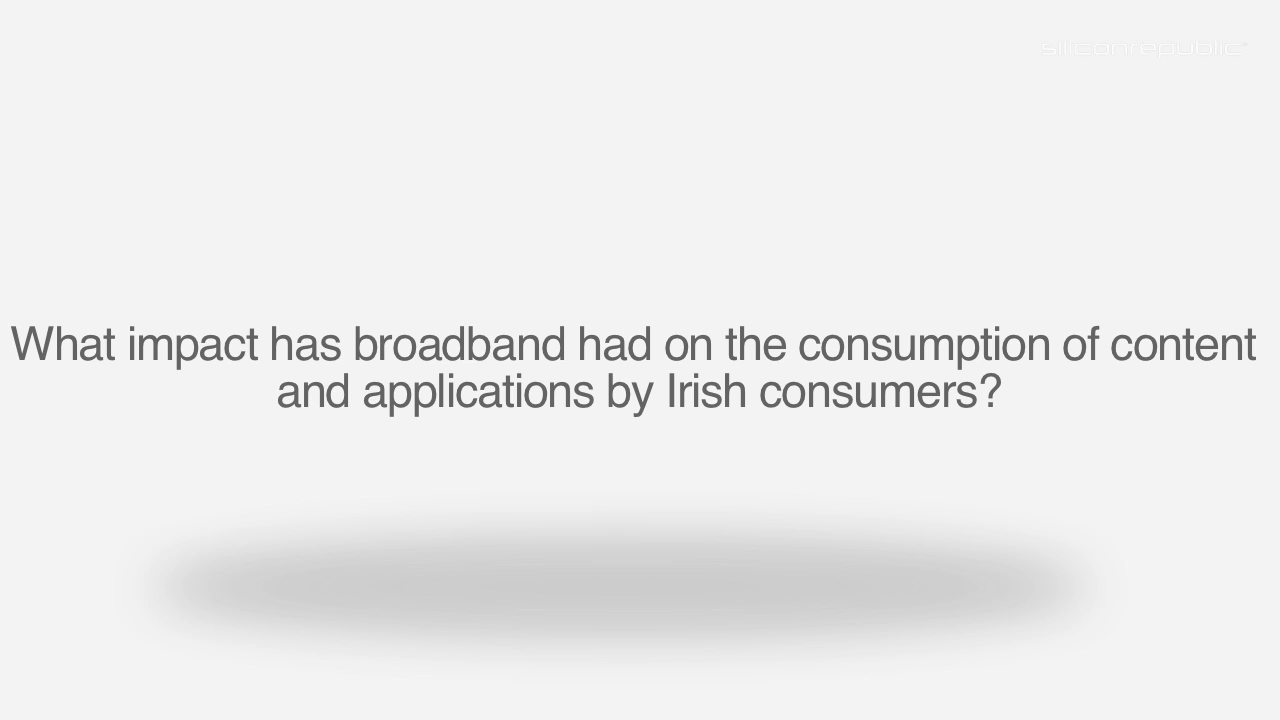 siliconrepublic
What impact has broadband had on the consumption of content
and applications by Irish consumers?